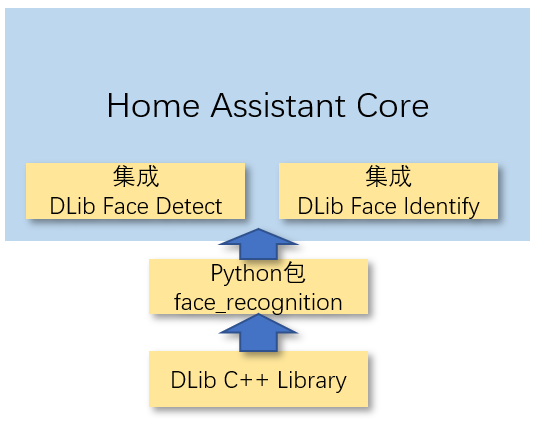 Home Assistant Core
集成
DLib Face Detect
集成
DLib Face Identify
Python包
face_recognition
DLib C++ Library